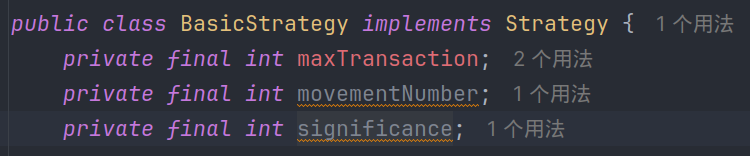 public class BasicStrategy implements Strategy { 1 个用法
private final int maxTransaction; 2 个用法
private final int movementNumber; 1 个用法
private final int significance; 1 个用法